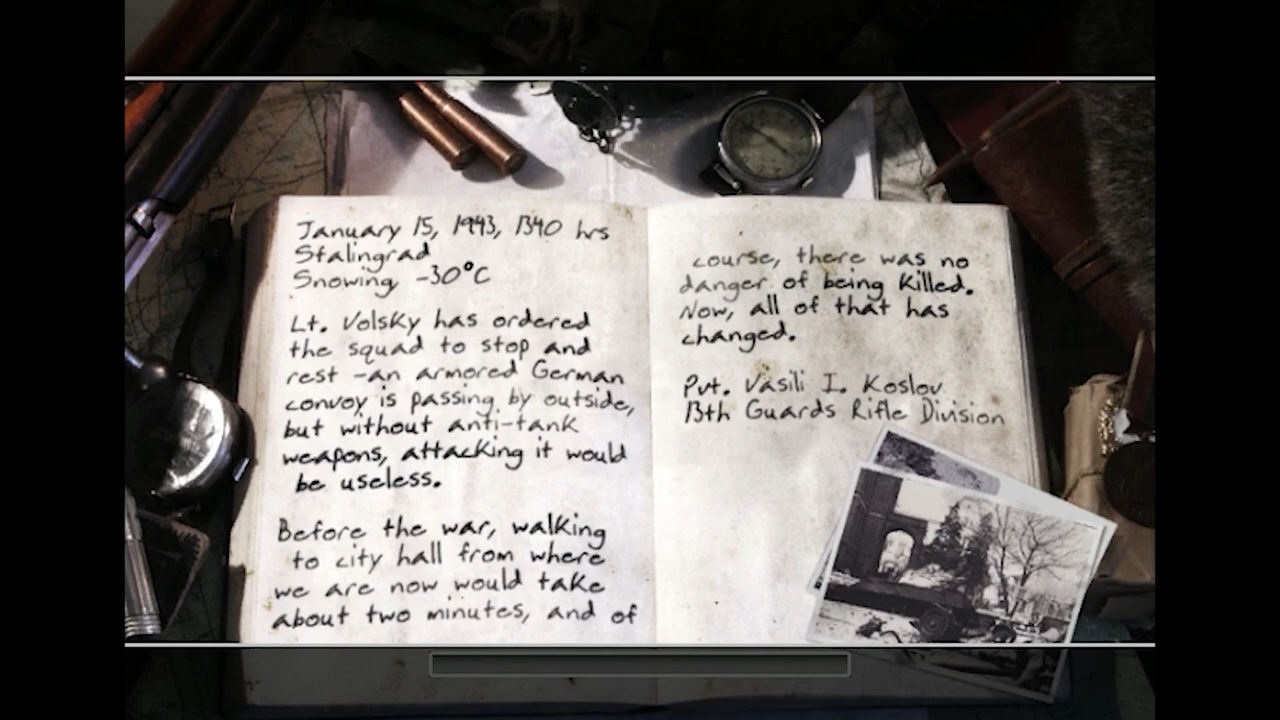 January 15, 1943, 1340 hrs
Stalingrad
Snowing -30°C
Lt. Volsky has ordered
the squad to stop and
rest -an armored German
convoy is passing by outside,
but without anti-tank
weapons, attacking it would
be useless.
Before the war, walking
to city hall from where
we are now would take
about two minutes, and of
course, there was no
danger of being killed.
Now, all of that has
changed.
Pvt. Vasili I. Koslov
13th Guards Rifle Division